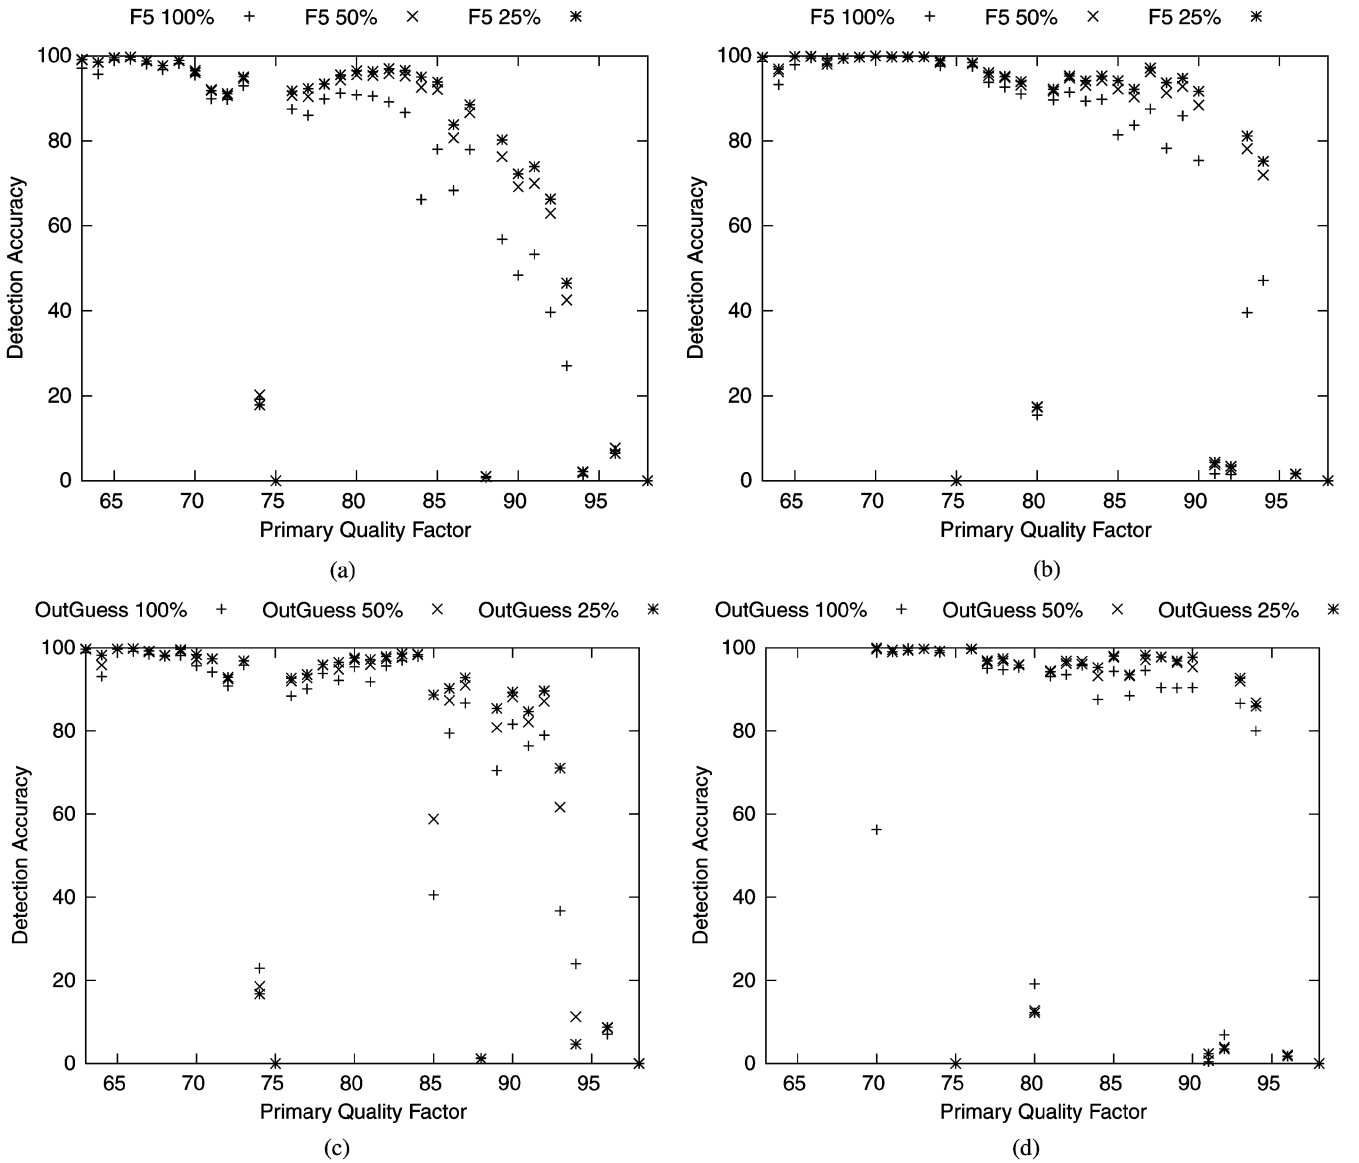 F5 100% + F5 50% × F5 25% ∗
F5 100% + F5 50% × F5 25% ∗
100
80
60
40
20
0
Detection Accuracy
65 70 75 80 85 90 95
Primary Quality Factor
(a)
100
80
60
40
20
0
Detection Accuracy
65 70 75 80 85 90 95
Primary Quality Factor
(b)
OutGuess 100% + OutGuess 50% × OutGuess 25% ∗
OutGuess 100% + OutGuess 50% × OutGuess 25% ∗
100
80
60
40
20
0
Detection Accuracy
65 70 75 80 85 90 95
Primary Quality Factor
(c)
100
80
60
40
20
0
Detection Accuracy
65 70 75 80 85 90 95
Primary Quality Factor
(d)